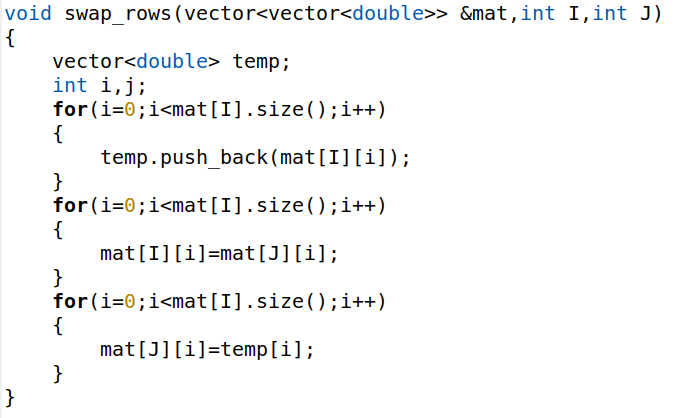 void swap_rows(vector<vector<double>> &mat,int I,int J)
{
    vector<double> temp;
    int i,j;
    for(i=0;i<mat[I].size();i++)
    {
        temp.push_back(mat[I][i]);
    }
    for(i=0;i<mat[I].size();i++)
    {
        mat[I][i]=mat[J][i];
    }
    for(i=0;i<mat[I].size();i++)
    {
        mat[J][i]=temp[i];
    }
}